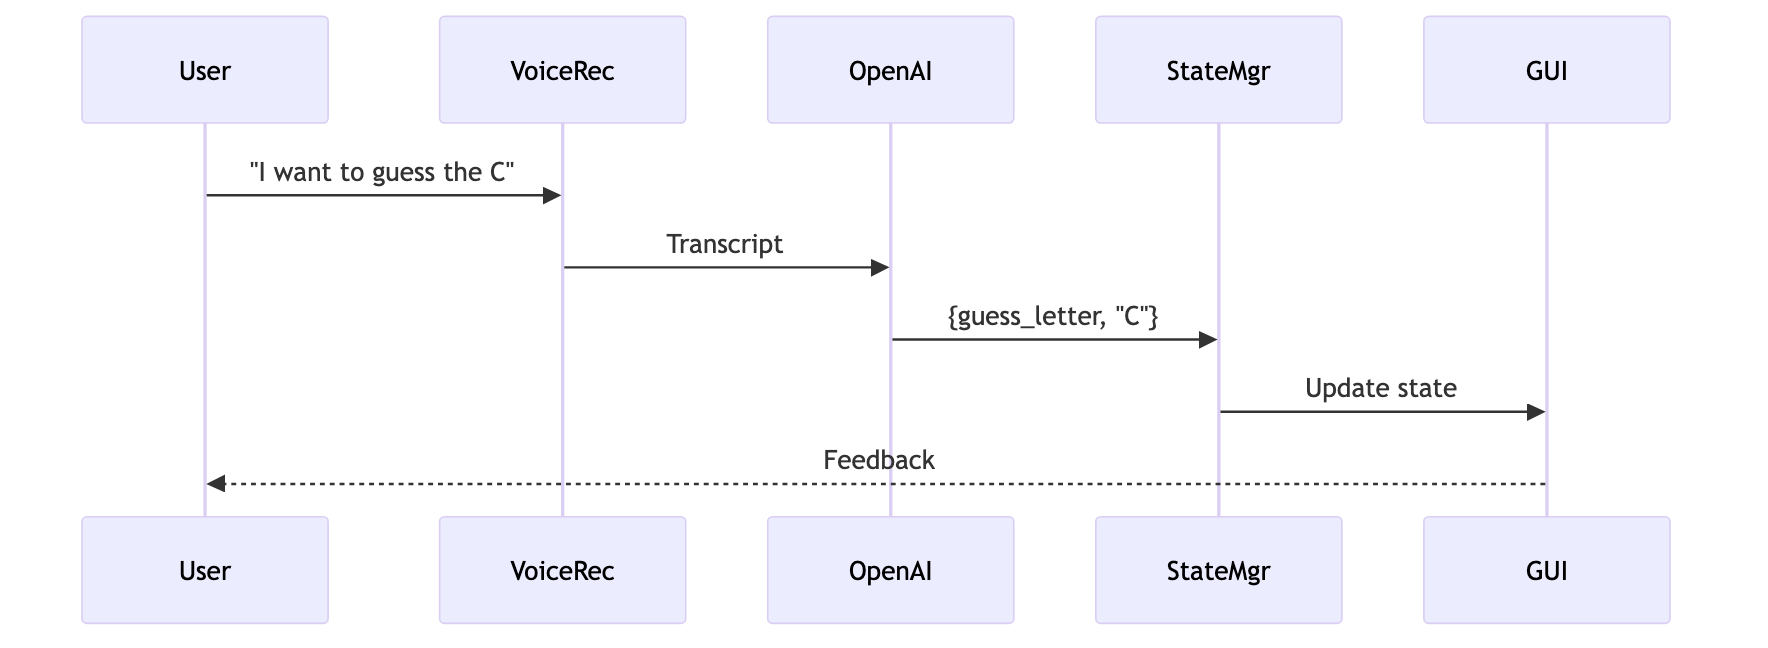 User
VoiceRec
OpenAI
StateMgr
GUI
"I want to guess the C"
Transcript
{guess_letter, "C"}
Update state
Feedback
User
VoiceRec
OpenAI
StateMgr
GUI